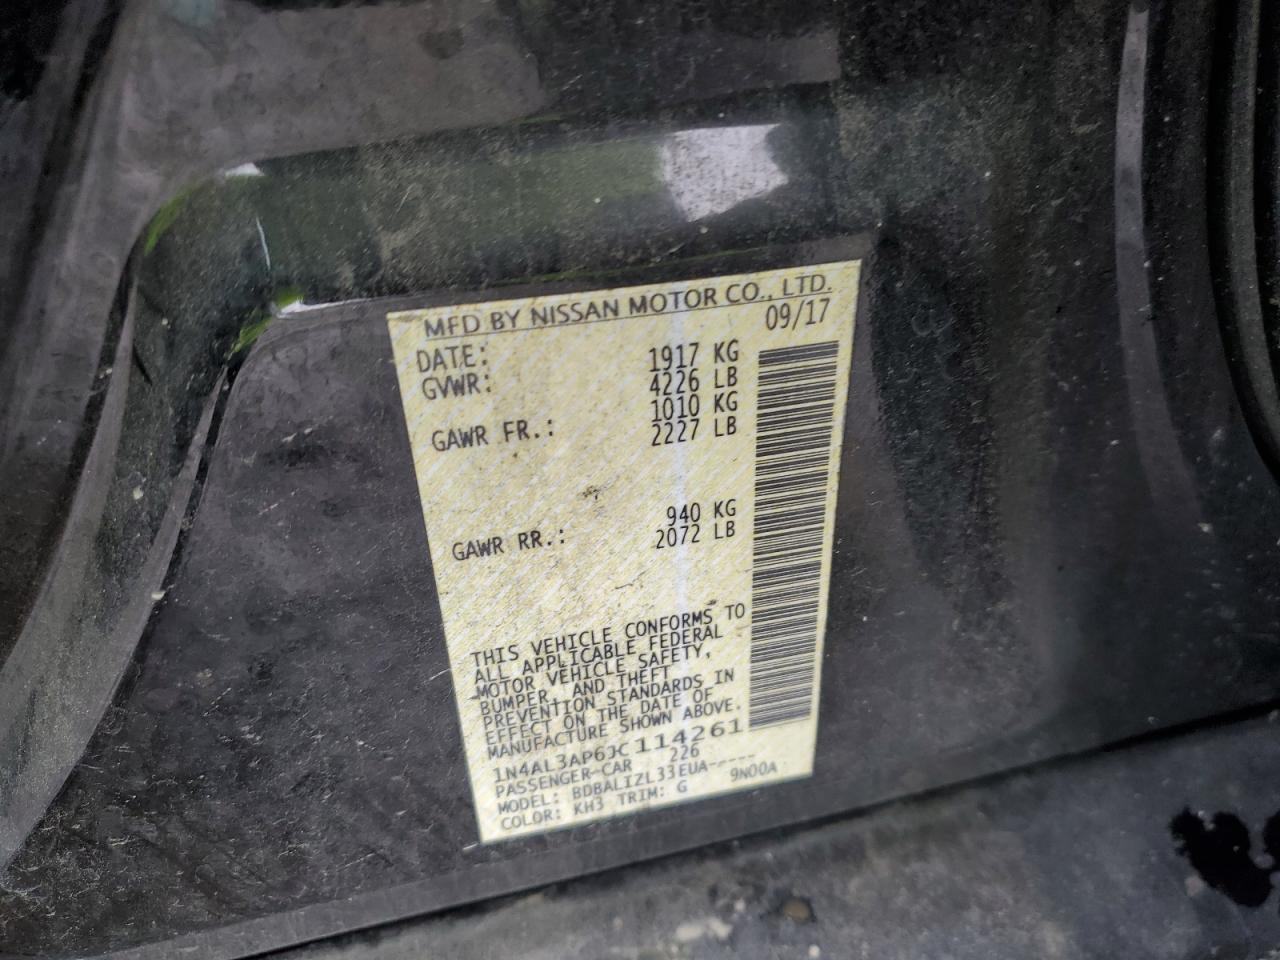 MFD BY NISSAN MOTOR CO., LTD.
DATE: 09/17
GVWR: 1917 KG
4226 LB
GAWR FR.: 1010 KG
2227 LB
GAWR RR.: 940 KG
2072 LB
THIS VEHICLE CONFORMS TO
ALL APPLICABLE FEDERAL
MOTOR VEHICLE SAFETY,
BUMPER, AND THEFT
PREVENTION STANDARDS IN
EFFECT ON THE DATE OF
MANUFACTURE SHOWN ABOVE.
1N4AL3AP6JC114261
PASSENGER-CAR 226
MODEL: BDBALIZL33EUA-----
COLOR: KH3 TRIM: G 9N00A